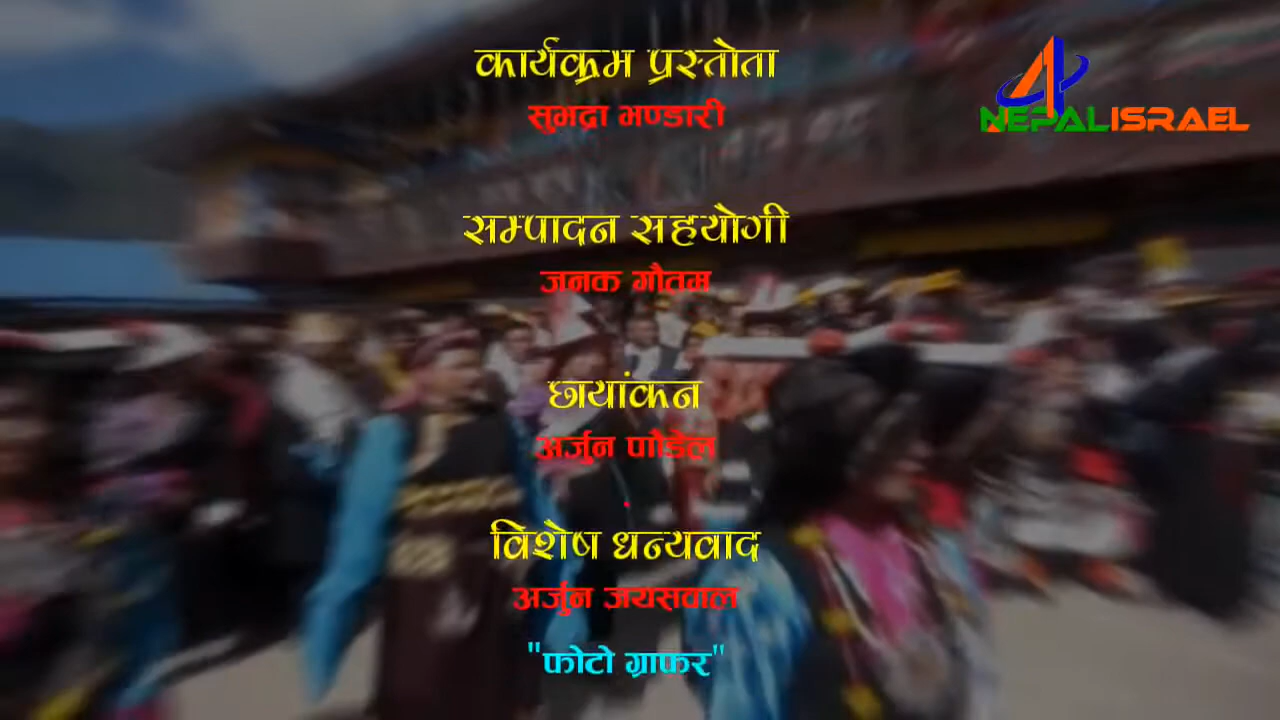 कार्यक्रम प्रस्तोता
सुभद्रा भण्डारी
NEPALISRAEL
सम्पादन सहयोगी
जनक गौतम
छायांकन
अर्जुन पौडेल
विशेष धन्यवाद
अर्जुन जयसवाल
"फोटो ग्राफर"